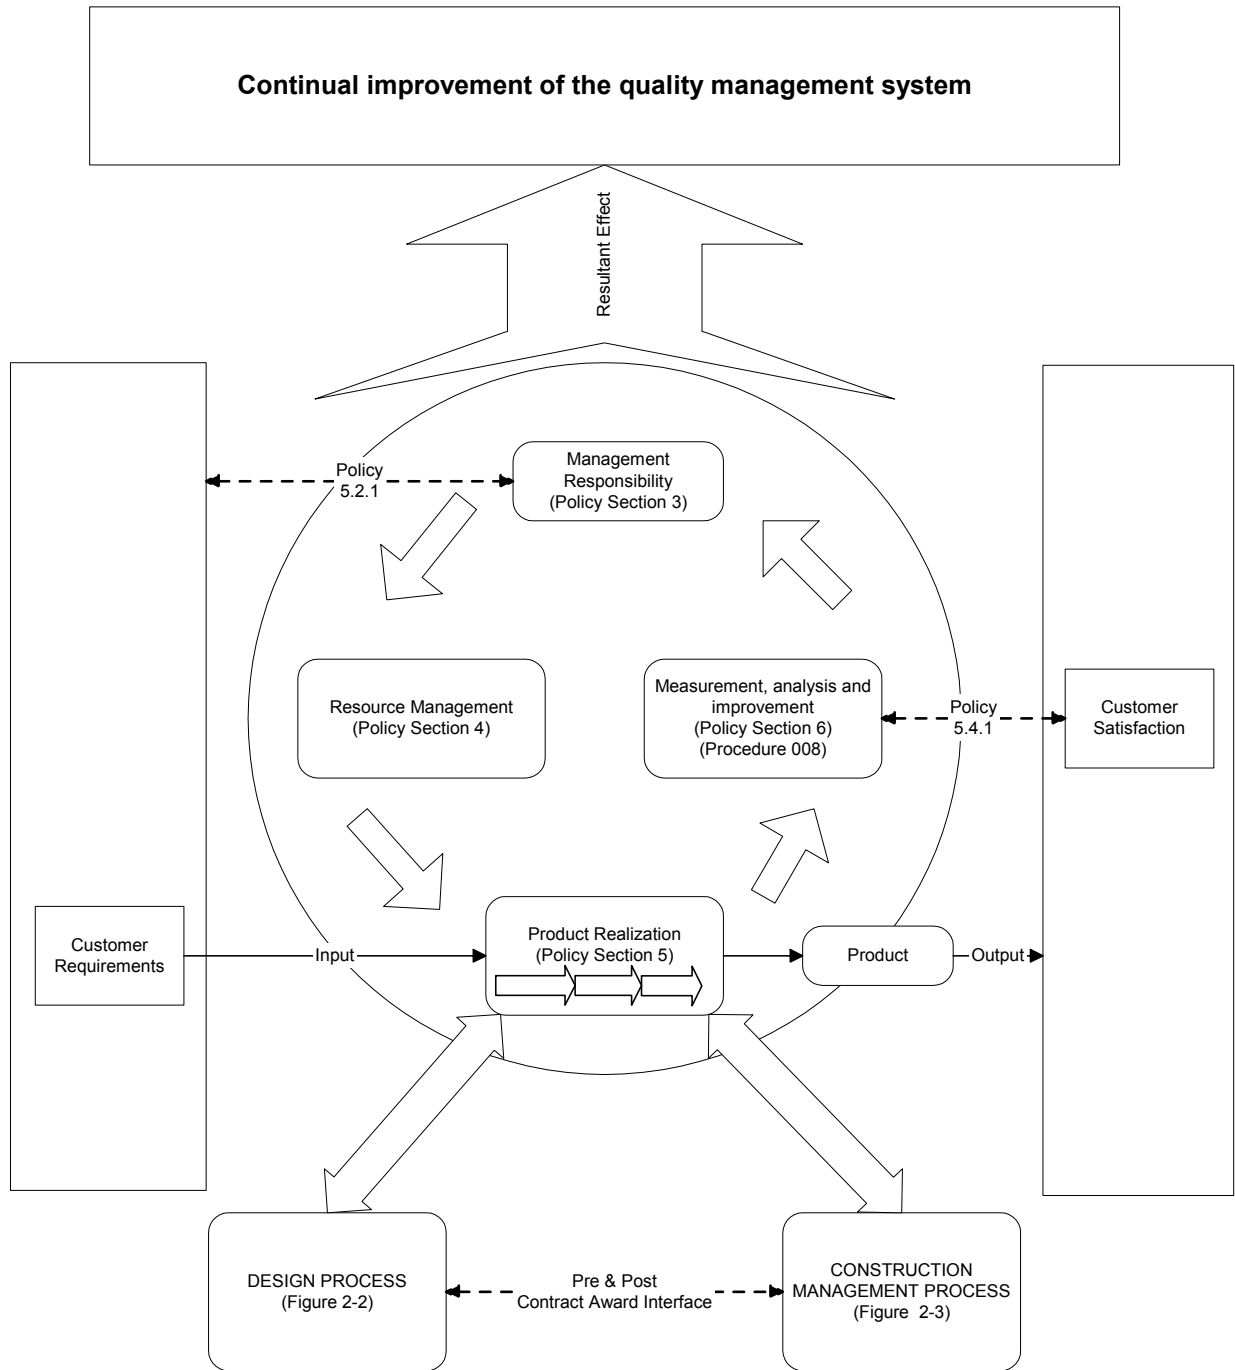 Continual improvement of the quality management system
Resultant Effect
Management
Responsibility
(Policy Section 3)
Policy
5.2.1
Resource Management
(Policy Section 4)
Measurement, analysis and
improvement
(Policy Section 6)
(Procedure 008)
Policy
5.4.1
Customer
Satisfaction
Customer
Requirements
Input
Product Realization
(Policy Section 5)
Product
Output
DESIGN PROCESS
(Figure 2-2)
Pre & Post
Contract Award Interface
CONSTRUCTION
MANAGEMENT PROCESS
(Figure 2-3)